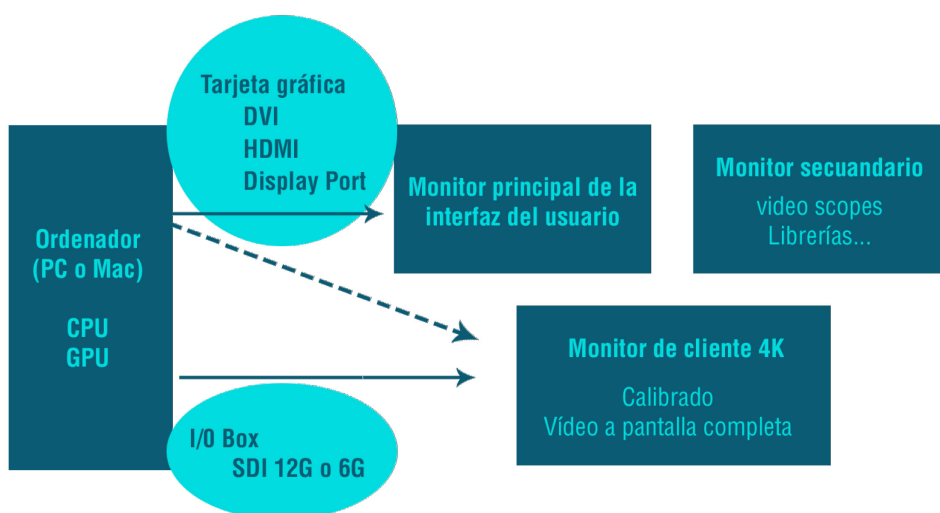 Tarjeta gráfica
DVI
HDMI
Display Port
Ordenador
(PC o Mac)
CPU
GPU
Monitor principal de la
interfaz del usuario
Monitor secuandario
video scopes
Librerías...
Monitor de cliente 4K
Calibrado
Vídeo a pantalla completa
I/0 Box
SDI 12G o 6G